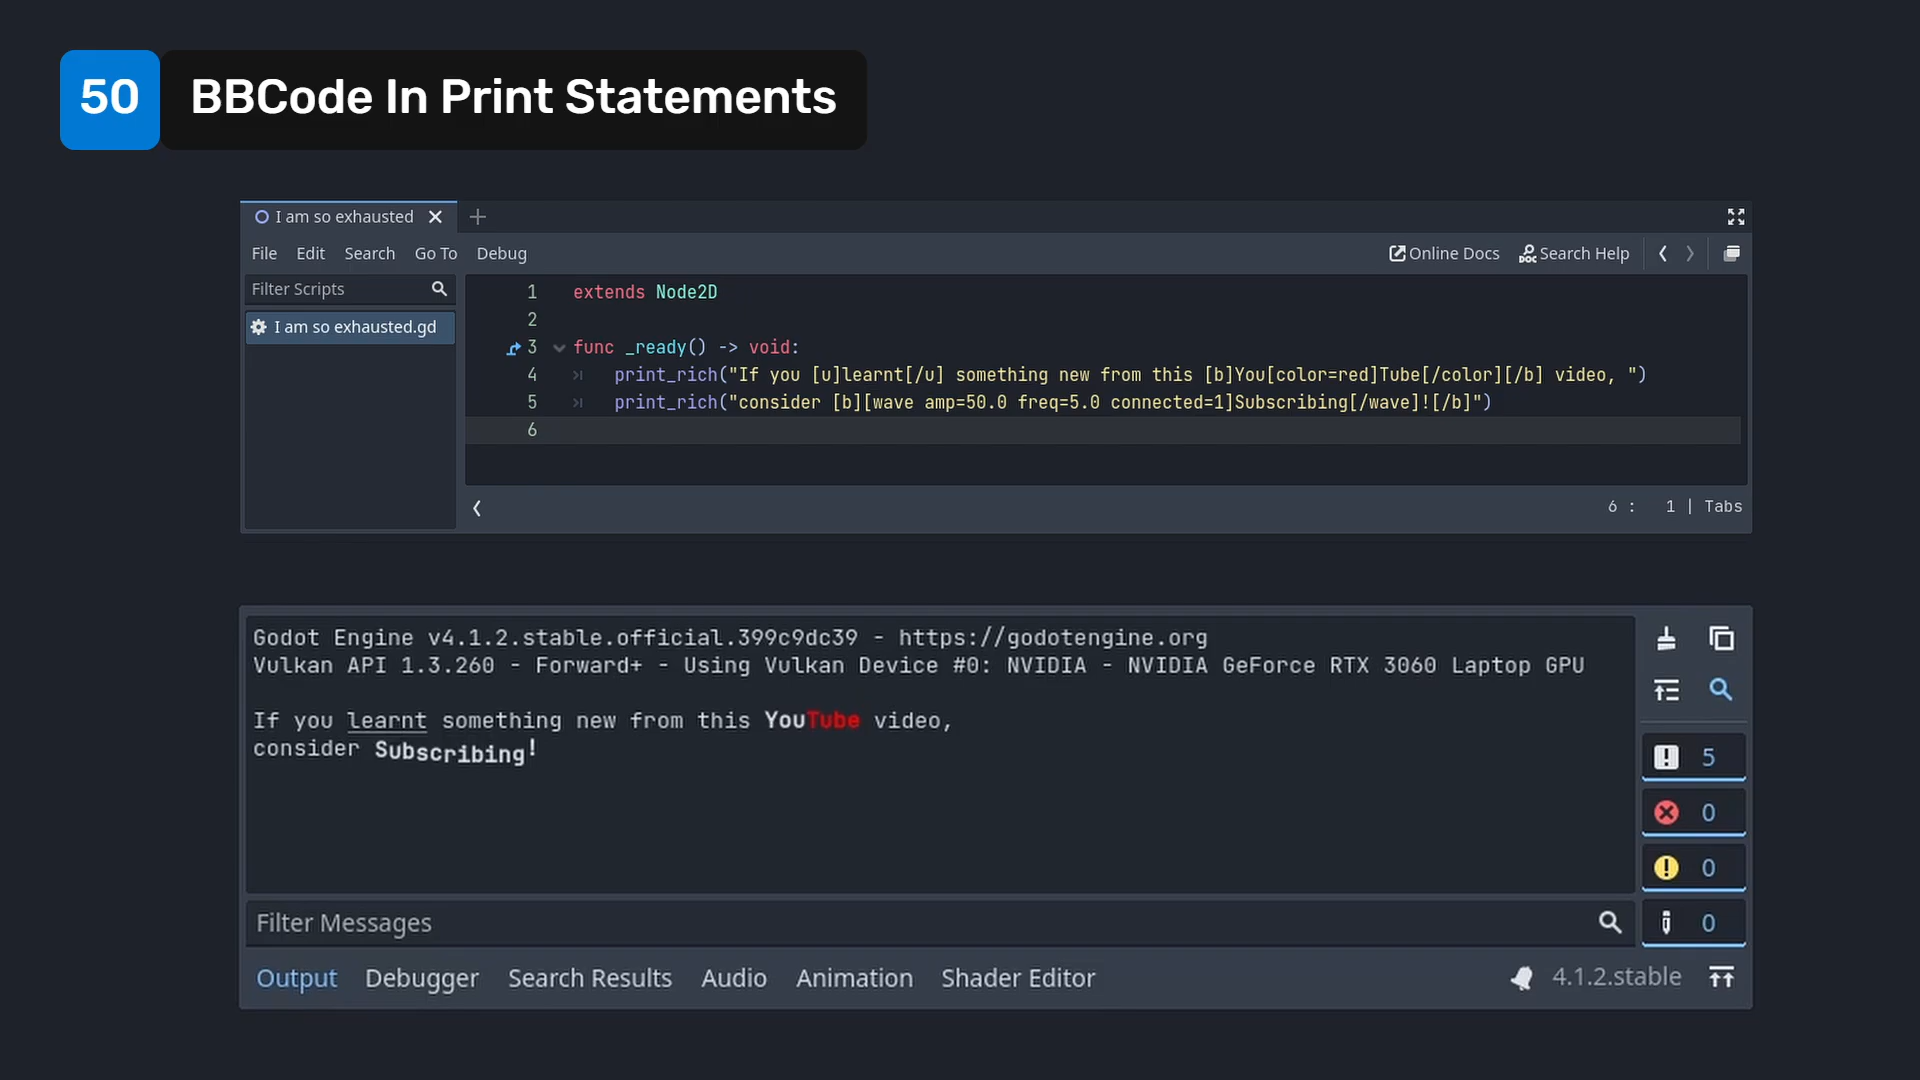 50 BBCode In Print Statements
I am so exhausted
File Edit Search Go To Debug Online Docs Search Help
Filter Scripts
I am so exhausted.gd
1 extends Node2D
2
3 func _ready() -> void:
4 print_rich("If you [u]learnt[/u] something new from this [b]You[color=red]Tube[/color][/b] video, ")
5 print_rich("consider [b][wave amp=50.0 freq=5.0 connected=1]Subscribing[/wave]![/b]")
6
6 : 1 | Tabs
Godot Engine v4.1.2.stable.official.399c9dc39 - https://godotengine.org
Vulkan API 1.3.260 - Forward+ - Using Vulkan Device #0: NVIDIA - NVIDIA GeForce RTX 3060 Laptop GPU
If you learnt something new from this YouTube video,
consider Subscribing!
5
0
0
0
Filter Messages
Output Debugger Search Results Audio Animation Shader Editor 4.1.2.stable